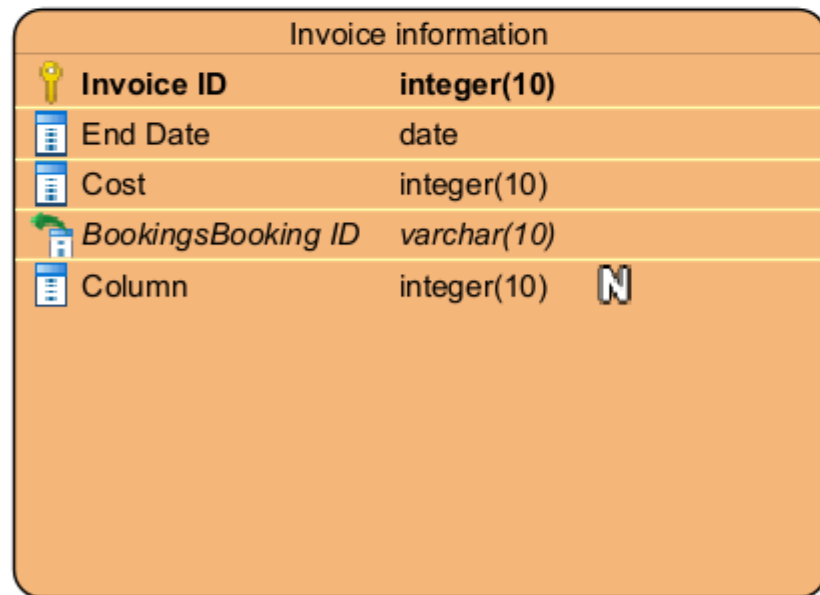 Invoice information
Invoice ID integer(10)
End Date date
Cost integer(10)
BookingsBooking ID varchar(10)
Column integer(10) N